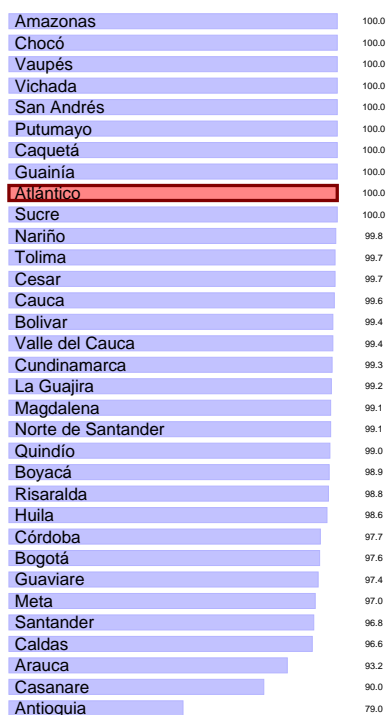 Amazonas 100.0
Chocó 100.0
Vaupés 100.0
Vichada 100.0
San Andrés 100.0
Putumayo 100.0
Caquetá 100.0
Guainía 100.0
Atlántico 100.0
Sucre 100.0
Nariño 99.8
Tolima 99.7
Cesar 99.7
Cauca 99.6
Bolivar 99.4
Valle del Cauca 99.4
Cundinamarca 99.3
La Guajira 99.2
Magdalena 99.1
Norte de Santander 99.1
Quindío 99.0
Boyacá 98.9
Risaralda 98.8
Huila 98.6
Córdoba 97.7
Bogotá 97.6
Guaviare 97.4
Meta 97.0
Santander 96.8
Caldas 96.6
Arauca 93.2
Casanare 90.0
Antioquia 79.0